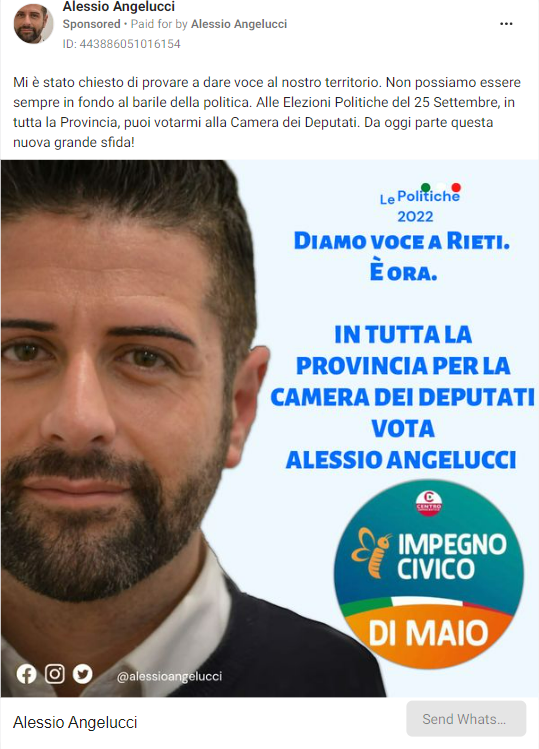 Alessio Angelucci
Sponsored • Paid for by Alessio Angelucci
ID: 443886051016154
Mi è stato chiesto di provare a dare voce al nostro territorio. Non possiamo essere
sempre in fondo al barile della politica. Alle Elezioni Politiche del 25 Settembre, in
tutta la Provincia, puoi votarmi alla Camera dei Deputati. Da oggi parte questa
nuova grande sfida!
Le Politiche
2022
Diamo voce a Rieti.
È ora.
IN TUTTA LA
PROVINCIA PER LA
CAMERA DEI DEPUTATI
VOTA
ALESSIO ANGELUCCI
CENTRO
IMPEGNO
CIVICO
DI MAIO
@alessioangelucci
Alessio Angelucci
Send Whats...